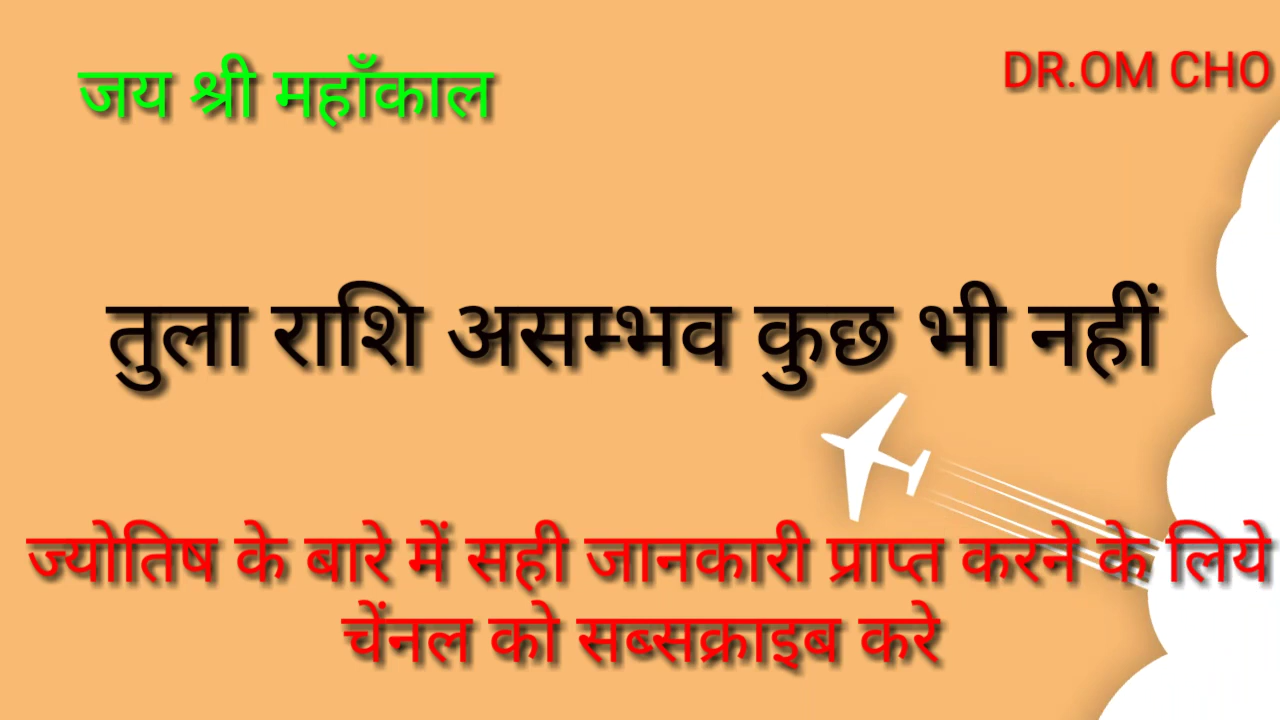 जय श्री महाँकाल
DR.OM CHO
तुला राशि असम्भव कुछ भी नहीं
ज्योतिष के बारे में सही जानकारी प्राप्त करने के लिये
चेंनल को सब्सक्राइब करे